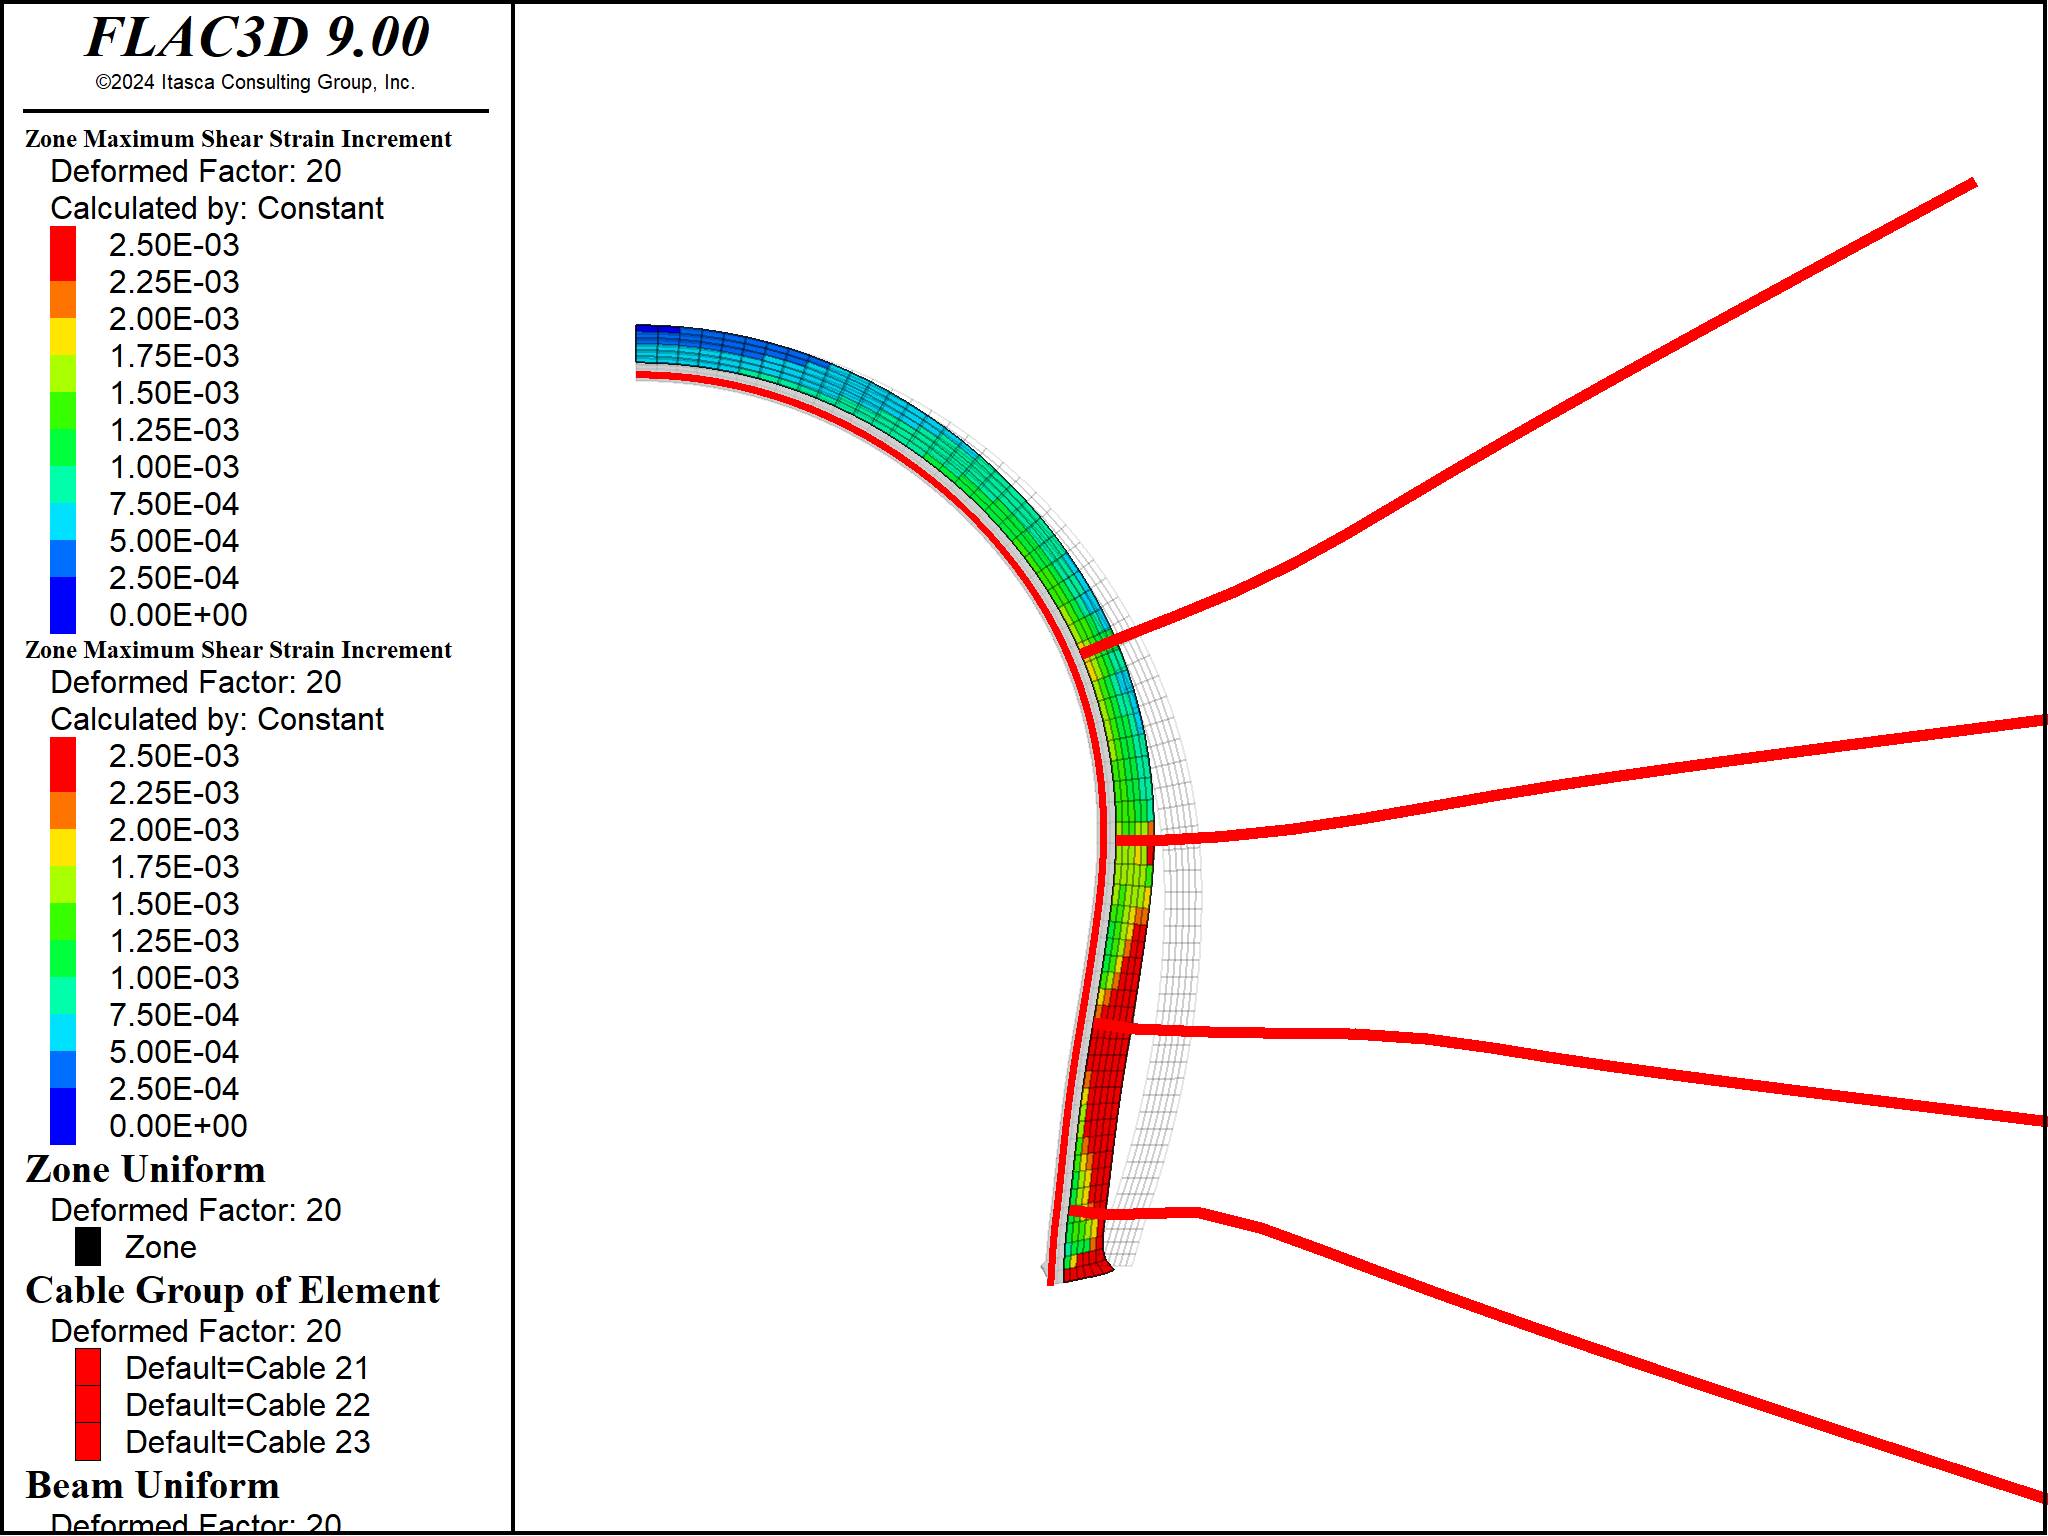 FLAC3D 9.00
©2024 Itasca Consulting Group, Inc.
Zone Maximum Shear Strain Increment
Deformed Factor: 20
Calculated by: Constant
2.50E-03
2.25E-03
2.00E-03
1.75E-03
1.50E-03
1.25E-03
1.00E-03
7.50E-04
5.00E-04
2.50E-04
0.00E+00
Zone Maximum Shear Strain Increment
Deformed Factor: 20
Calculated by: Constant
2.50E-03
2.25E-03
2.00E-03
1.75E-03
1.50E-03
1.25E-03
1.00E-03
7.50E-04
5.00E-04
2.50E-04
0.00E+00
Zone Uniform
Deformed Factor: 20
Zone
Cable Group of Element
Deformed Factor: 20
Default=Cable 21
Default=Cable 22
Default=Cable 23
Beam Uniform
Deformed Factor: 20